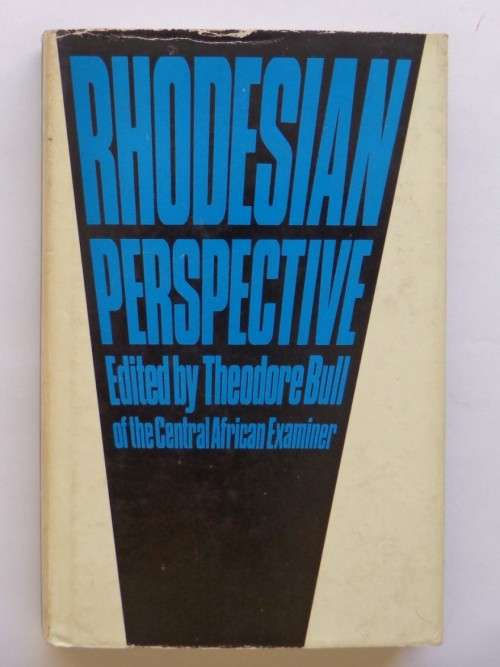 RHODESIAN
PERSPECTIVE
Edited by Theodore Bull
of the Central African Examiner